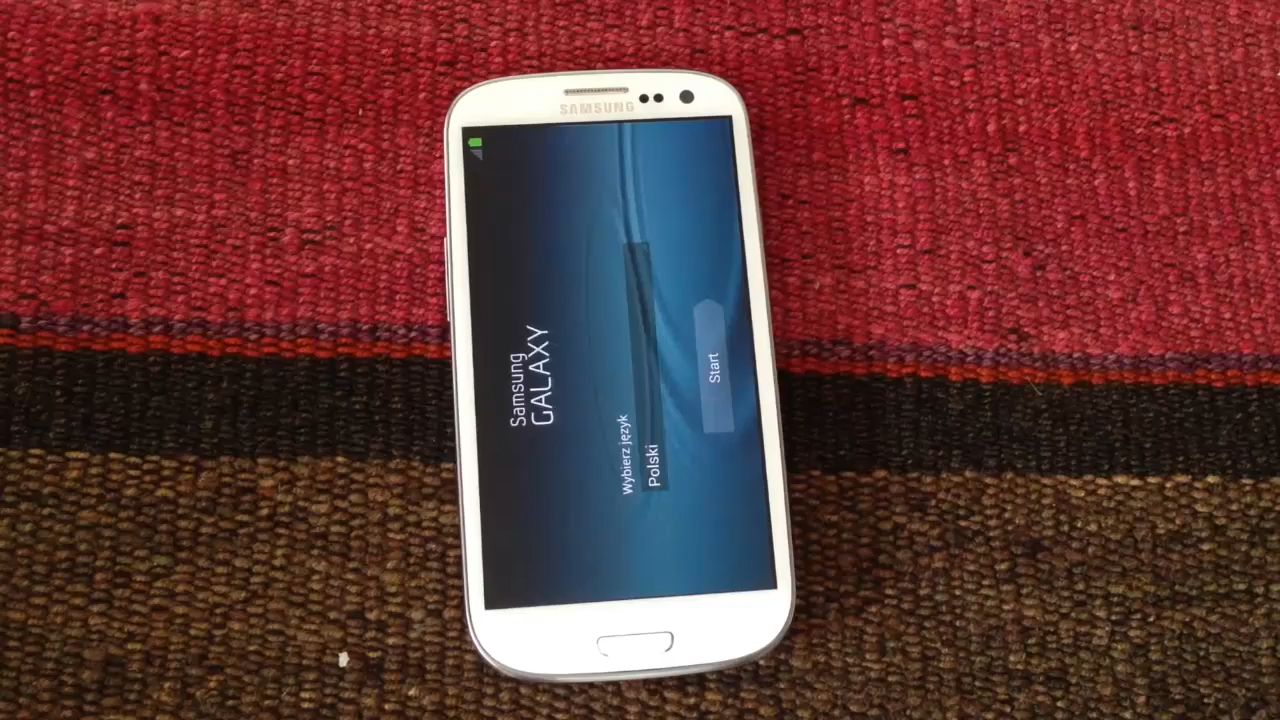 SAMSUNG
Samsung
GALAXY
Wybierz język
Polski
Start